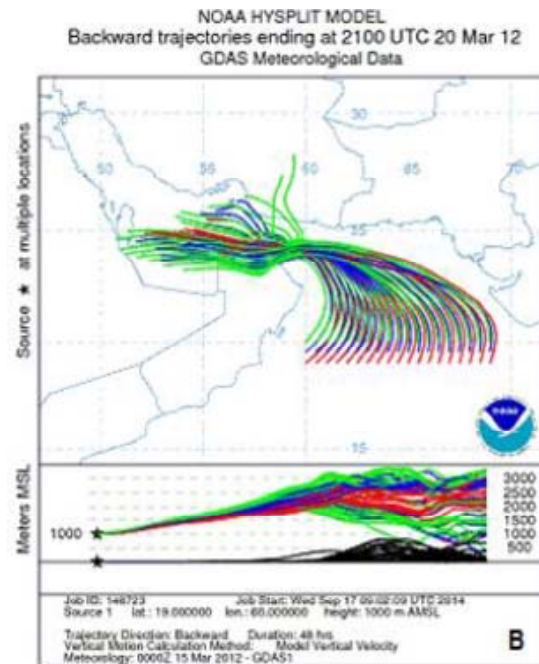 NOAA HYSPLIT MODEL
Backward trajectories ending at 2100 UTC 20 Mar 12
GDAS Meteorological Data
Source ★ at multiple locations
30
50
55
60
65
70
25
15
Meters MSL
1000
3000
2500
2000
1500
1000
500
Job ID: 148723 Job Start: Wed Sep 17 09:02:09 UTC 2014
Source 1 lat.: 19.000000 lon.: 60.000000 height: 1000 m AMSL
Trajectory Direction: Backward Duration: 48 hrs
Vertical Motion Calculation Method: Model Vertical Velocity
Meteorology: 0000Z 15 Mar 2012 - GDAS1
B